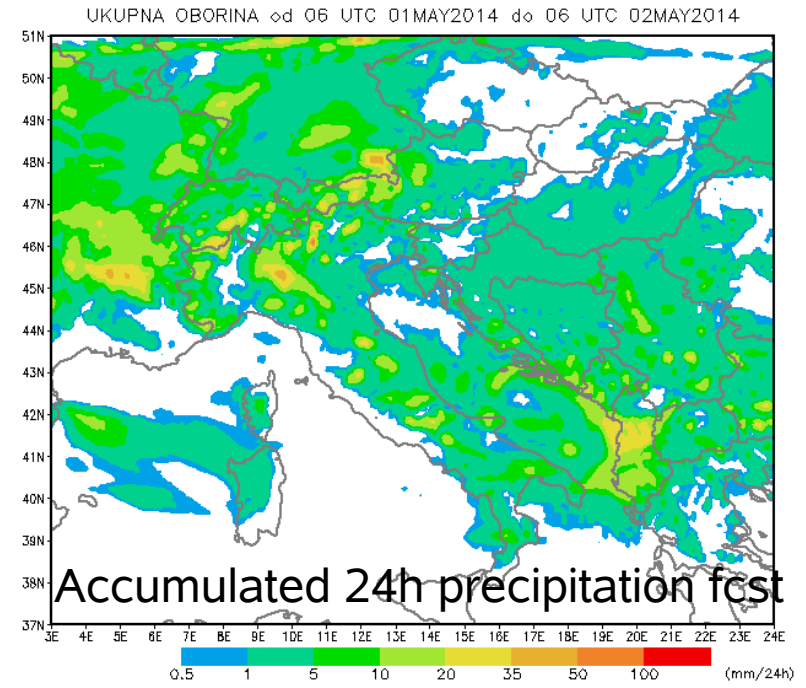 UKUPNA OBORINA od 06 UTC 01MAY2014 do 06 UTC 02MAY2014
51N
50N
49N
48N
47N
46N
45N
44N
43N
42N
41N
40N
39N
38N
37N
Accumulated 24h precipitation fcst
3E 4E 5E 6E 7E 8E 9E 10E 11E 12E 13E 14E 15E 16E 17E 18E 19E 20E 21E 22E 23E 24E
0.5 1 5 10 20 35 50 100 (mm/24h)